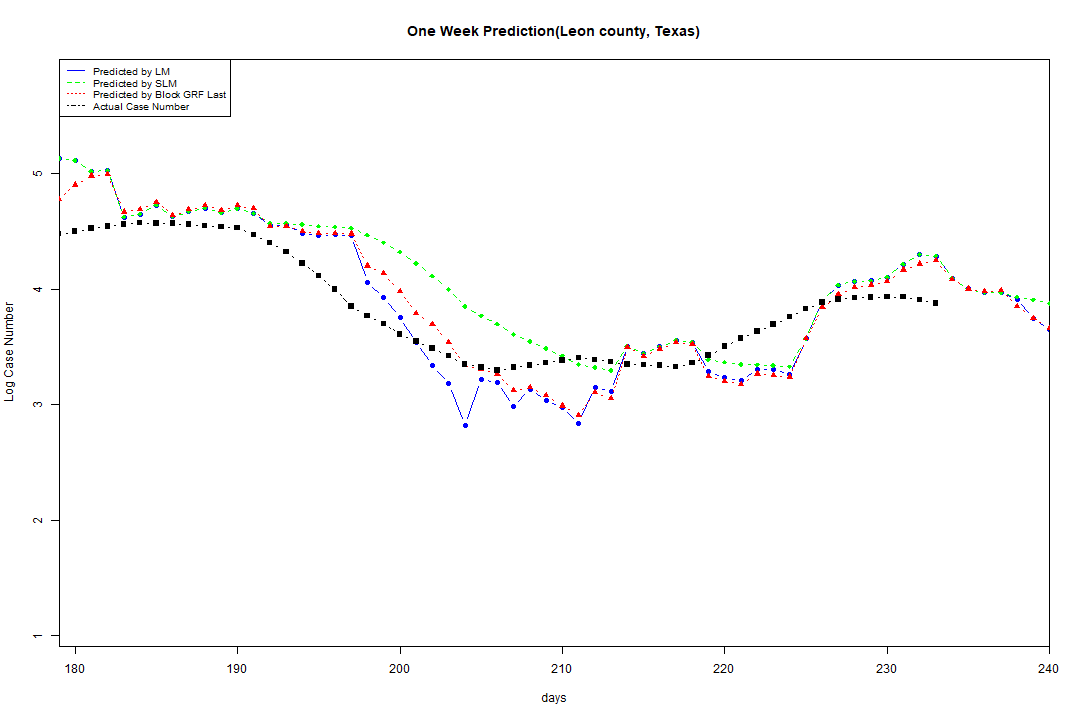 One Week Prediction(Leon county, Texas)
Predicted by LM
Predicted by SLM
Predicted by Block GRF Last
Actual Case Number
5
4
3
2
1
Log Case Number
180 190 200 210 220 230 240
days